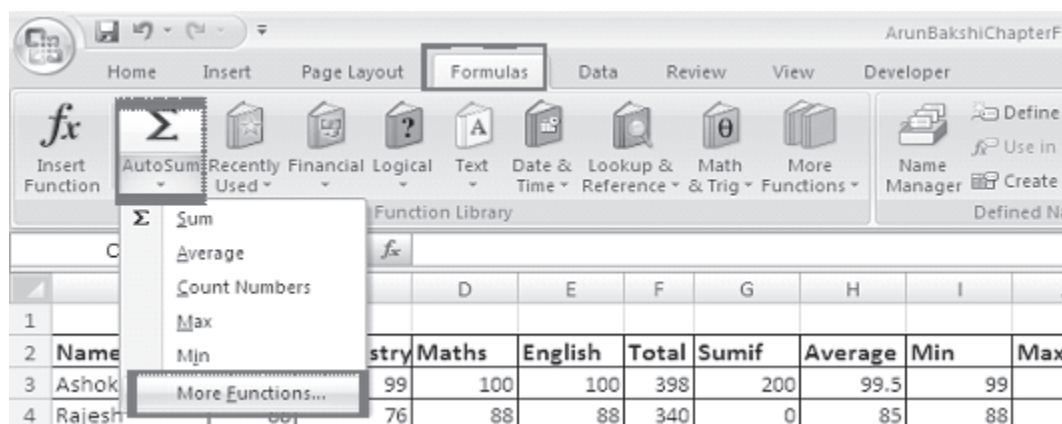 ArunBakshiChapterF
Home Insert Page Layout Formulas Data Review View Developer
fx Insert Function
Σ AutoSum
Recently Used
Financial
Logical
Text
Date & Time
Lookup & Reference
Math & Trig
More Functions
Name Manager
Define
Use in
Create
Function Library
Defined Na
Σ Sum
Average
Count Numbers
Max
Min
More Functions...
fx
D E F G H I
1
2 Name stry Maths English Total Sumif Average Min Max
3 Ashok 99 100 100 398 200 99.5 99
4 Rajesh 88 76 88 88 340 0 85 88